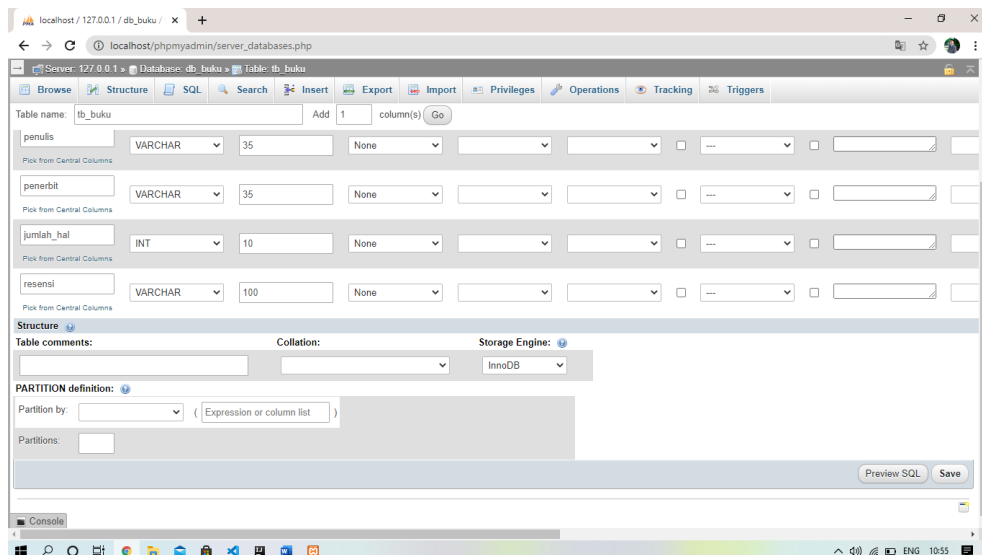 localhost / 127.0.0.1 / db_buku /
localhost/phpmyadmin/server_databases.php
Server: 127.0.0.1 » Database: db_buku » Table: tb_buku
Browse Structure SQL Search Insert Export Import Privileges Operations Tracking Triggers
Table name: tb_buku Add 1 column(s) Go
penulis VARCHAR 35 None ---
Pick from Central Columns
penerbit VARCHAR 35 None ---
Pick from Central Columns
jumlah_hal INT 10 None ---
Pick from Central Columns
resensi VARCHAR 100 None ---
Pick from Central Columns
Structure
Table comments: Collation: Storage Engine:
InnoDB
PARTITION definition:
Partition by: ( Expression or column list )
Partitions:
Preview SQL Save
Console
ENG 10:55